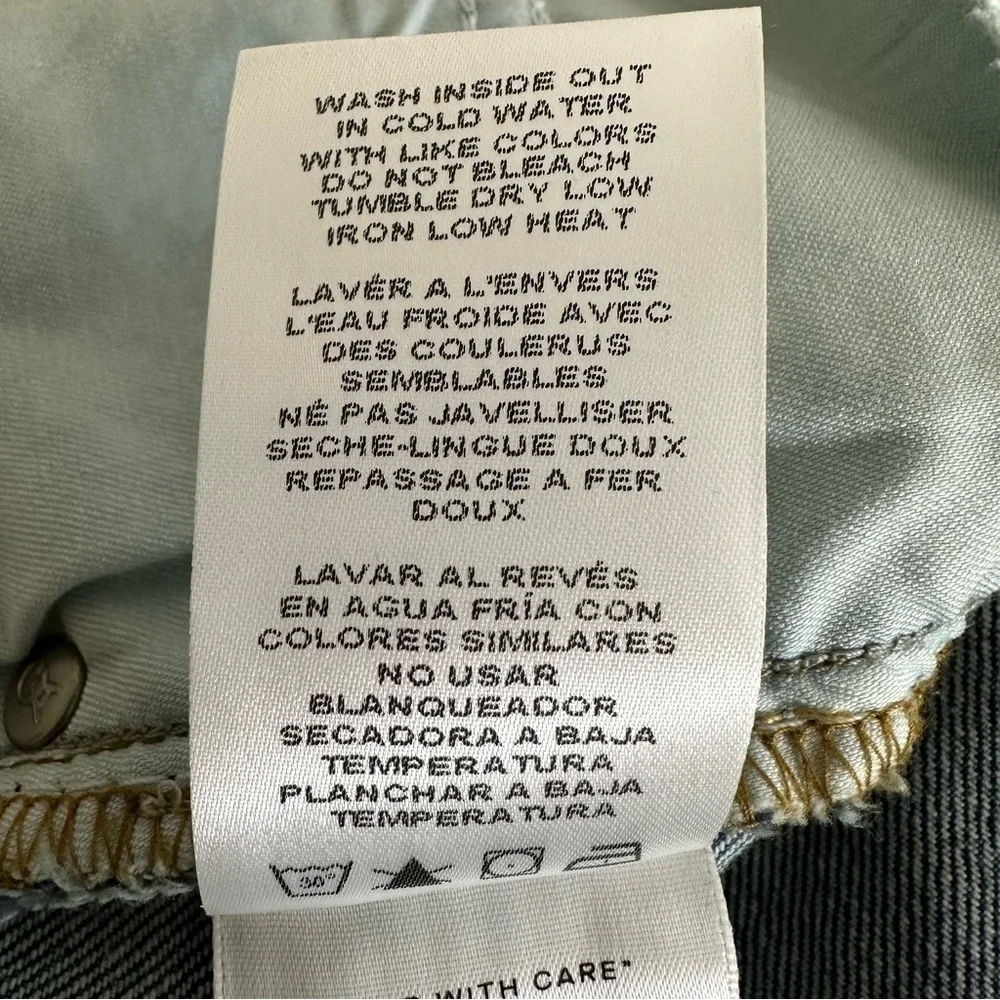 WASH INSIDE OUT
IN COLD WATER
WITH LIKE COLORS
DO NOT BLEACH
TUMBLE DRY LOW
IRON LOW HEAT
LAVÉR A L'ENVERS
L'EAU FROIDE AVEC
DES COULERUS
SEMBLABLES
NÉ PAS JAVELLISER
SECHE-LINGUE DOUX
REPASSAGE A FER
DOUX
LAVAR AL REVÉS
EN AGUA FRÍA CON
COLORES SIMILARES
NO USAR
BLANQUEADOR
SECADORA A BAJA
TEMPERATURA
PLANCHAR A BAJA
TEMPERATURA
30°
WITH CARE"